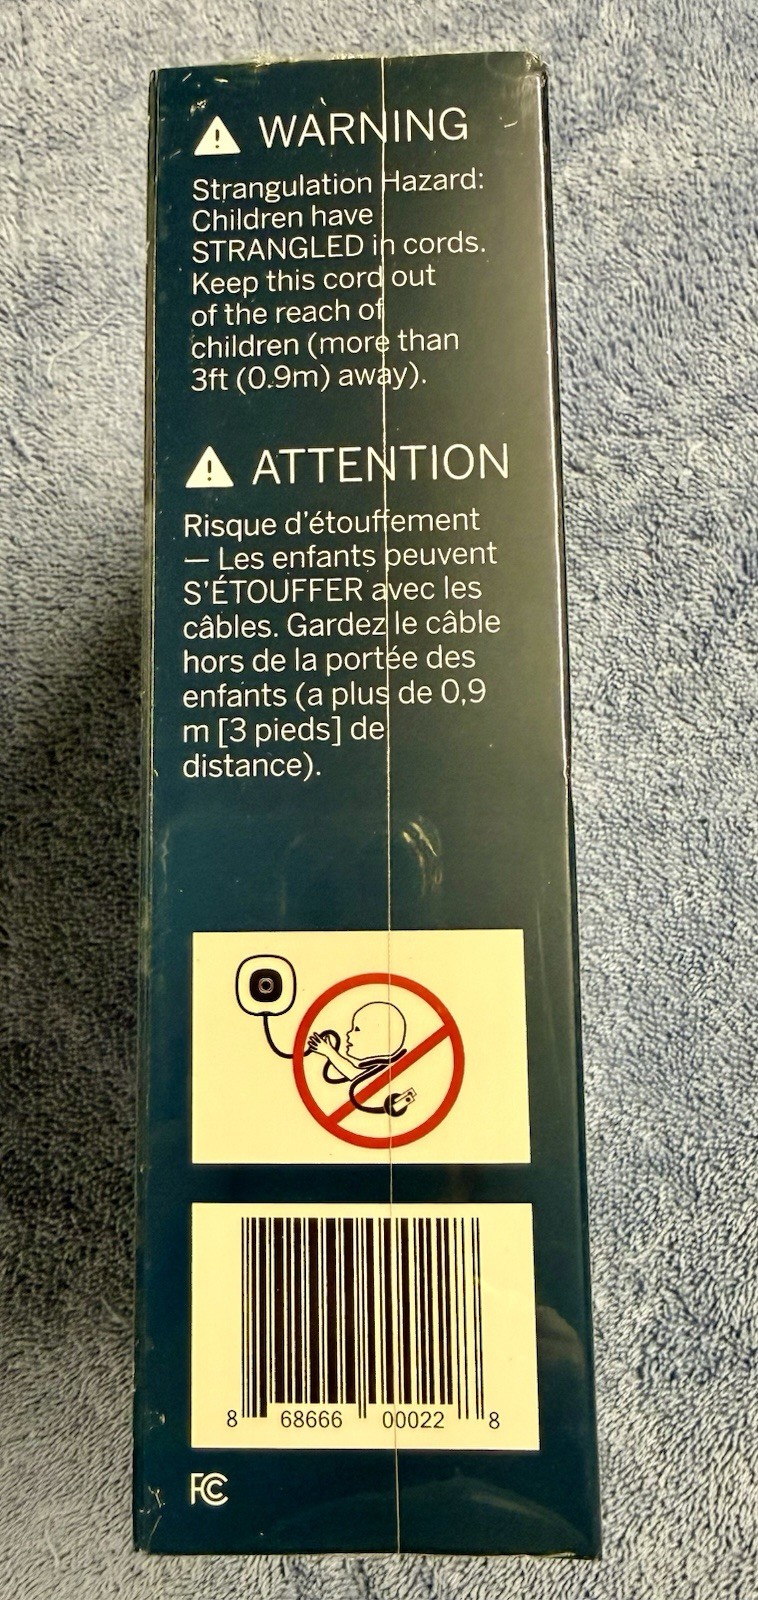 WARNING
Strangulation Hazard:
Children have
STRANGLED in cords.
Keep this cord out
of the reach of
children (more than
3ft (0.9m) away).
ATTENTION
Risque d'étouffement
— Les enfants peuvent
S'ÉTOUFFER avec les
câbles. Gardez le câble
hors de la portée des
enfants (a plus de 0,9
m [3 pieds] de
distance).
8 68666 00022 8
FC